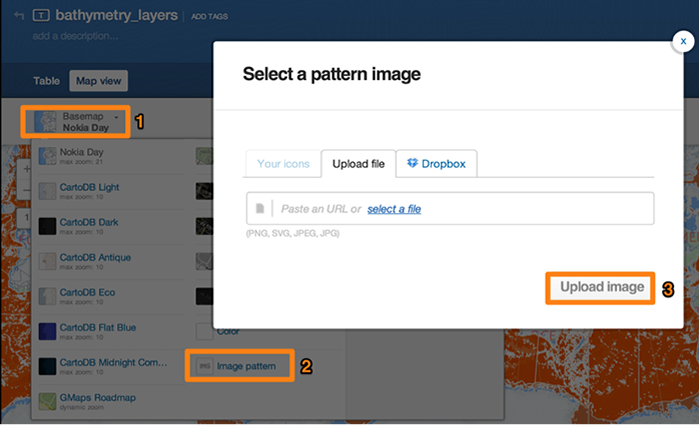 T bathymetry_layers ADD TAGS
add a description...
Table Map view
Basemap
Nokia Day
1
Nokia Day
max zoom: 21
CartoDB Light
max zoom: 10
CartoDB Dark
max zoom: 10
CartoDB Antique
max zoom: 10
CartoDB Eco
max zoom: 10
CartoDB Flat Blue
max zoom: 10
CartoDB Midnight Com...
max zoom: 10
GMaps Roadmap
dynamic zoom
Color
PNG Image pattern
2
x
Select a pattern image
Your icons Upload file Dropbox
Paste an URL or select a file
(PNG, SVG, JPEG, JPG)
Upload image
3
+
1